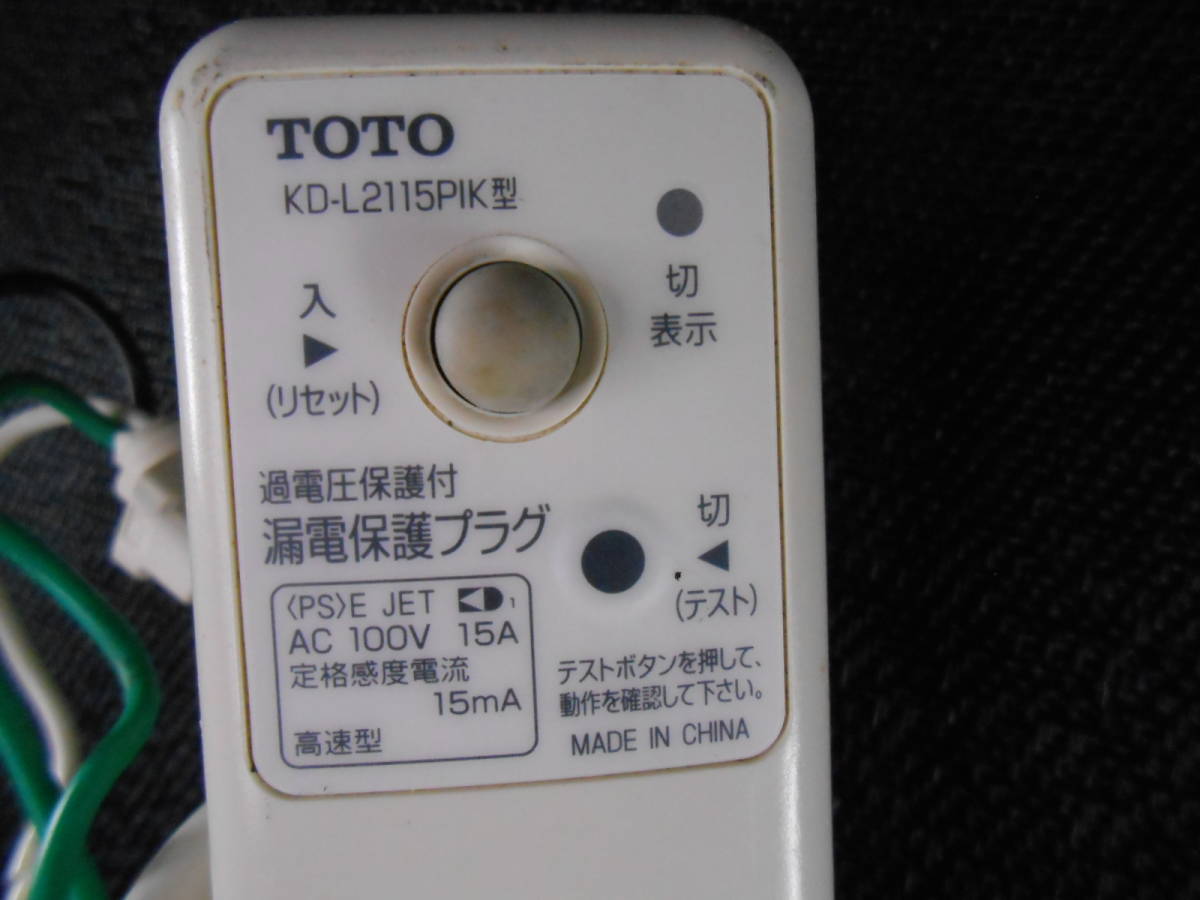 TOTO
KD-L2115PIK型
切
表示
入
▶
(リセット)
過電圧保護付
漏電保護プラグ
切
◀
(テスト)
〈PS〉E JET 1
AC 100V 15A
定格感度電流
15mA
高速型
テストボタンを押して、
動作を確認して下さい。
MADE IN CHINA